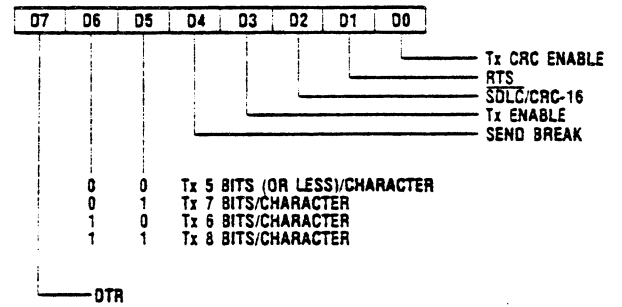 D7 D6 D5 D4 D3 D2 D1 D0
Tx CRC ENABLE
RTS
SDLC/CRC-16
Tx ENABLE
SEND BREAK
0 0 Tx 5 BITS (OR LESS)/CHARACTER
0 1 Tx 7 BITS/CHARACTER
1 0 Tx 6 BITS/CHARACTER
1 1 Tx 8 BITS/CHARACTER
DTR